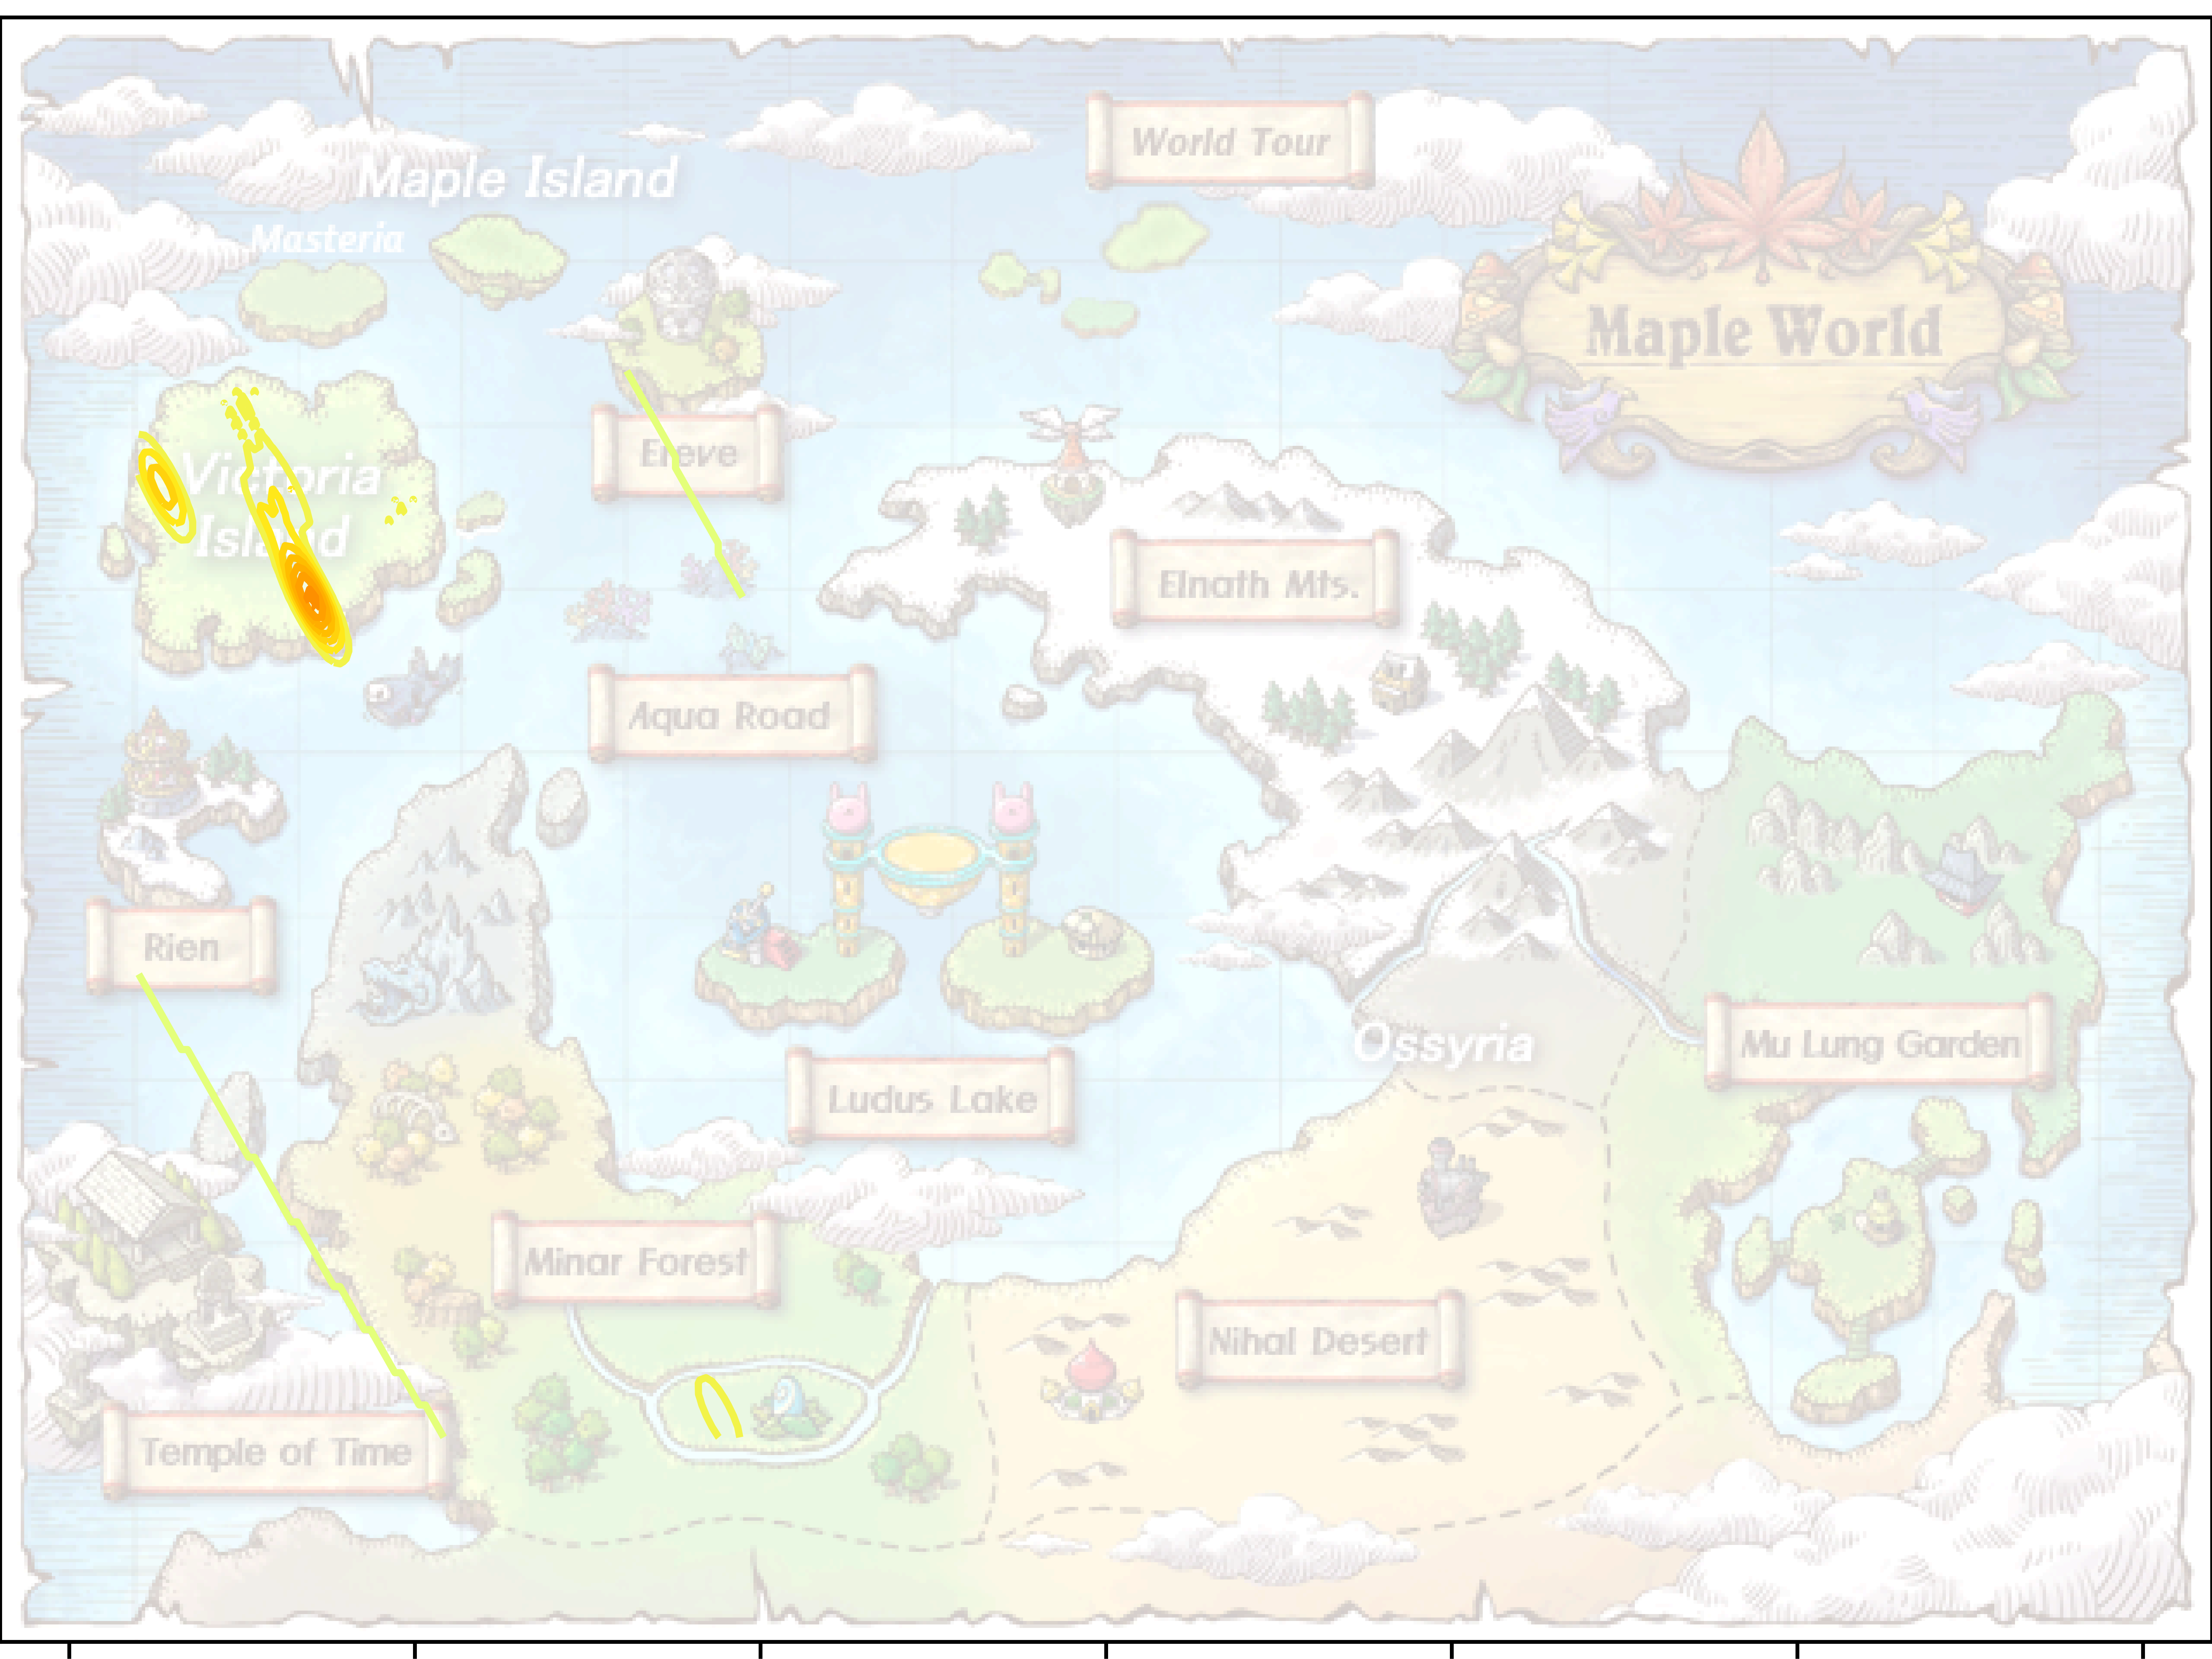 World Tour
Maple Island
Masteria
Maple World
Ereve
Victoria
Island
Elnath Mts.
Aqua Road
Rien
Ossyria
Mu Lung Garden
Ludus Lake
Minar Forest
Nihal Desert
Temple of Time